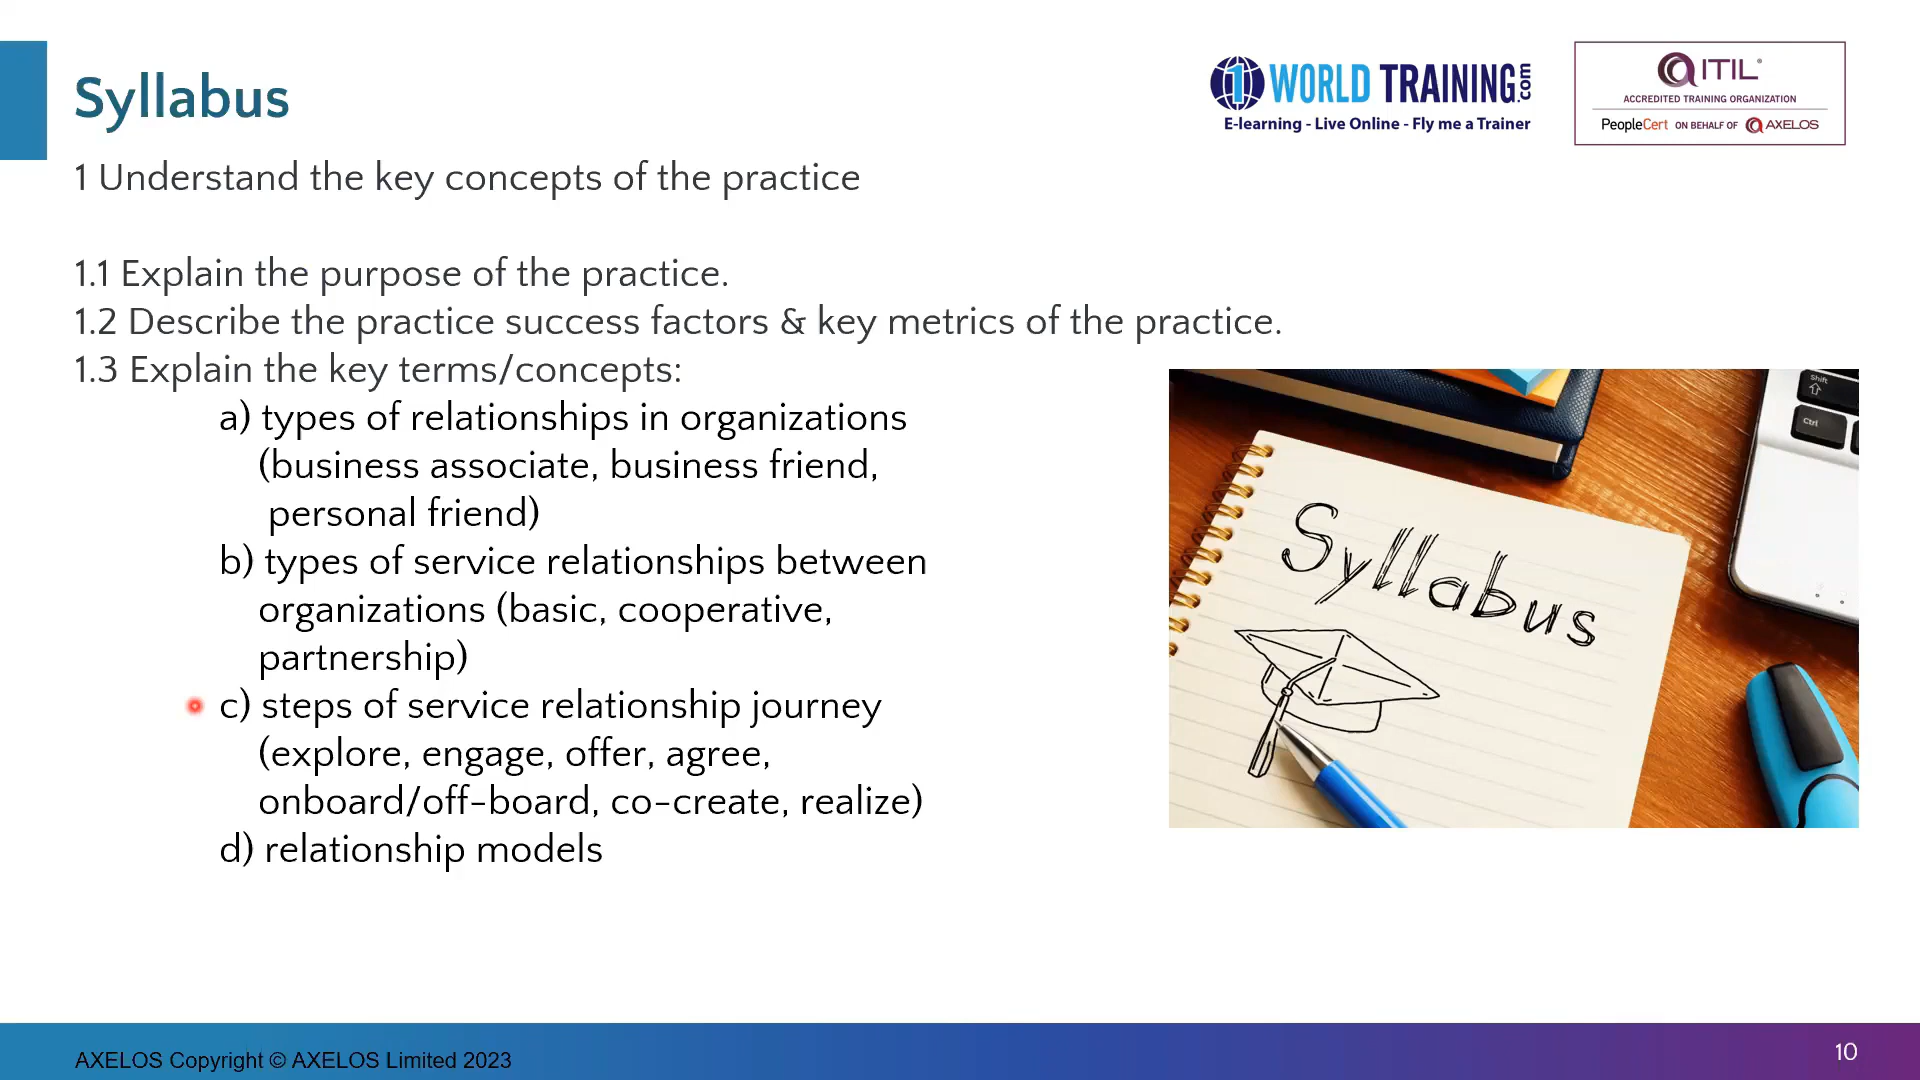 Syllabus
1 WORLD TRAINING.com
E-learning - Live Online - Fly me a Trainer
ITIL®
ACCREDITED TRAINING ORGANIZATION
PeopleCert ON BEHALF OF AXELOS
1 Understand the key concepts of the practice
1.1 Explain the purpose of the practice.
1.2 Describe the practice success factors & key metrics of the practice.
1.3 Explain the key terms/concepts:
a) types of relationships in organizations
(business associate, business friend,
personal friend)
b) types of service relationships between
organizations (basic, cooperative,
partnership)
c) steps of service relationship journey
(explore, engage, offer, agree,
onboard/off-board, co-create, realize)
d) relationship models
Shift
Ctrl
Syllabus
AXELOS Copyright © AXELOS Limited 2023
10